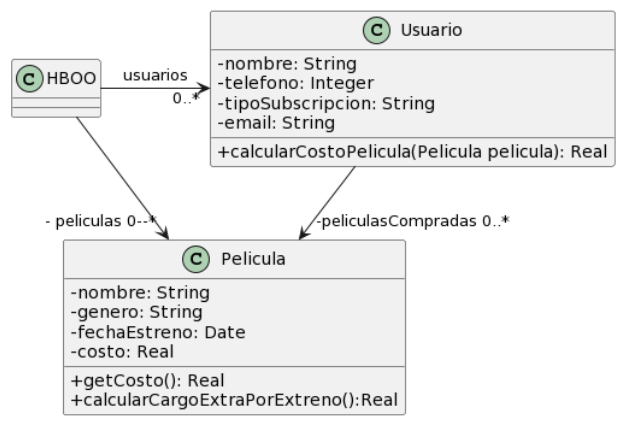 C Usuario
-nombre: String
-telefono: Integer
-tipoSubscripcion: String
-email: String
+calcularCostoPelicula(Pelicula pelicula): Real
C HBOO
usuarios
0..*
- peliculas 0--*
-peliculasCompradas 0..*
C Pelicula
-nombre: String
-genero: String
-fechaEstreno: Date
-costo: Real
+getCosto(): Real
+calcularCargoExtraPorExtreno():Real